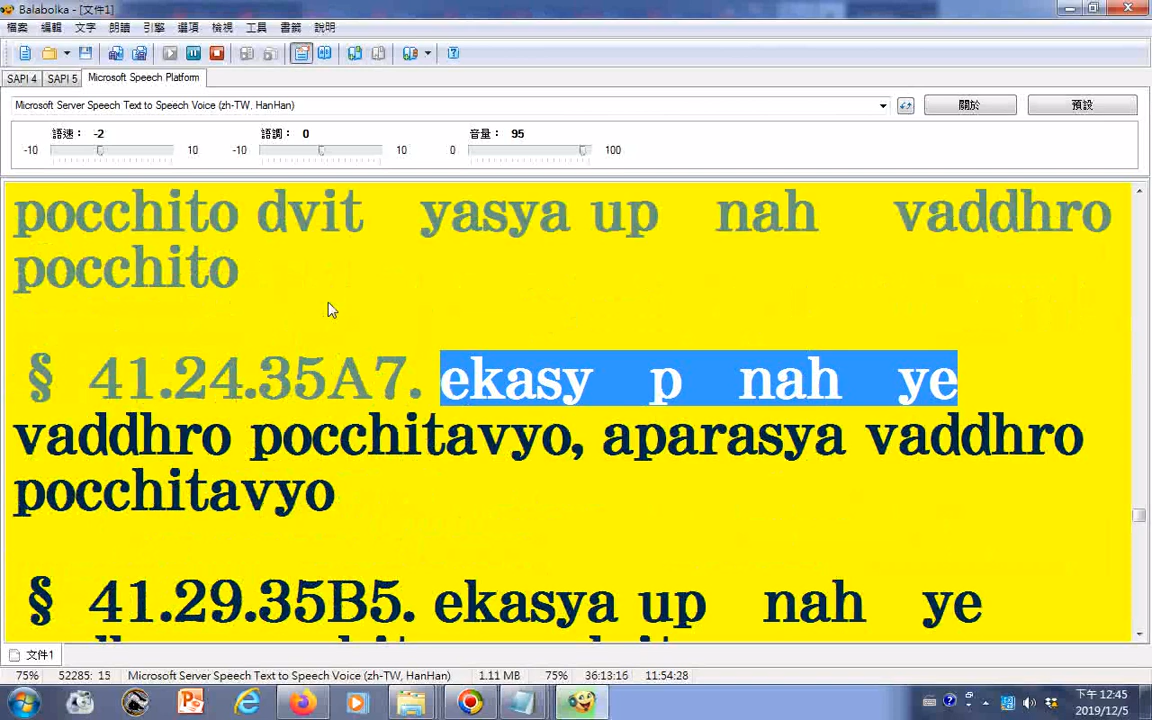 Balabolka - [文件1]
檔案 編輯 文字 朗讀 引擎 選項 檢視 工具 書籤 說明
SAPI 4 SAPI 5 Microsoft Speech Platform
Microsoft Server Speech Text to Speech Voice (zh-TW, HanHan) 關於 預設
語速： -2 語調： 0 音量： 95
-10 10 -10 10 0 100
pocchito dvit yasya up nah vaddhro
pocchito
§ 41.24.35A7. ekasy p nah ye
vaddhro pocchitavyo, aparasya vaddhro
pocchitavyo
§ 41.29.35B5. ekasya up nah ye
文件1
75% 52285: 15 Microsoft Server Speech Text to Speech Voice (zh-TW, HanHan) 1.11 MB 75% 36:13:16 11:54:28
下午 12:45
2019/12/5